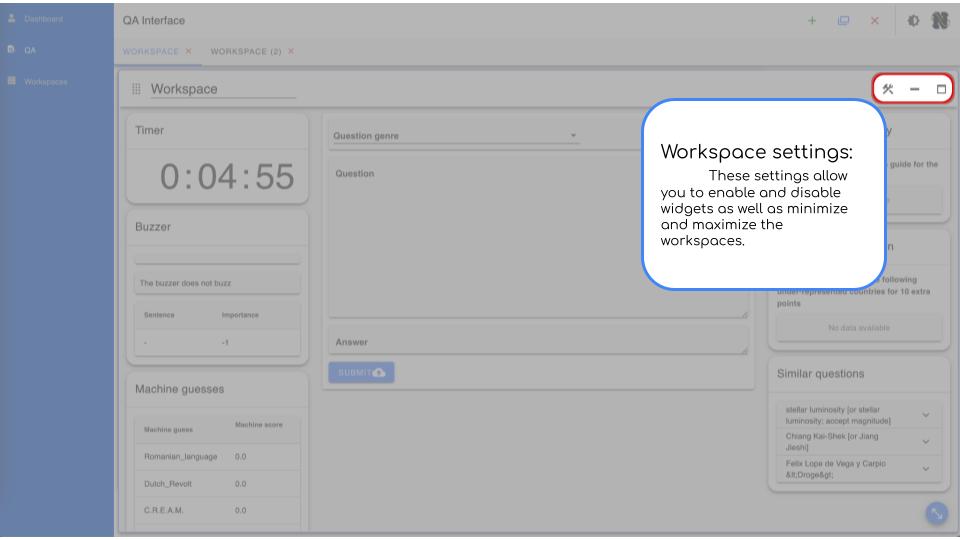 Dashboard
QA Interface
QA
WORKSPACE
WORKSPACE (2)
Workspaces
Workspace
Timer
0:04:55
Question genre
Question
Workspace settings:
These settings allow
you to enable and disable
widgets as well as minimize
and maximize the
workspaces.
y
guide for the
Buzzer
The buzzer does not buzz
Sentence Importance
- -1
n
following
under-represented countries for 10 extra
points
No data available
Answer
SUBMIT
Machine guesses
Machine guess Machine score
Romanian_language 0.0
Dutch_Revolt 0.0
C.R.E.A.M. 0.0
Similar questions
stellar luminosity [or stellar
luminosity; accept magnitude]
Chiang Kai-Shek [or Jiang
Jieshi]
Felix Lope de Vega y Carpio
&lt;Droge&gt;